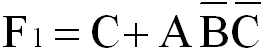 F₁ = C + A B̅ C̅